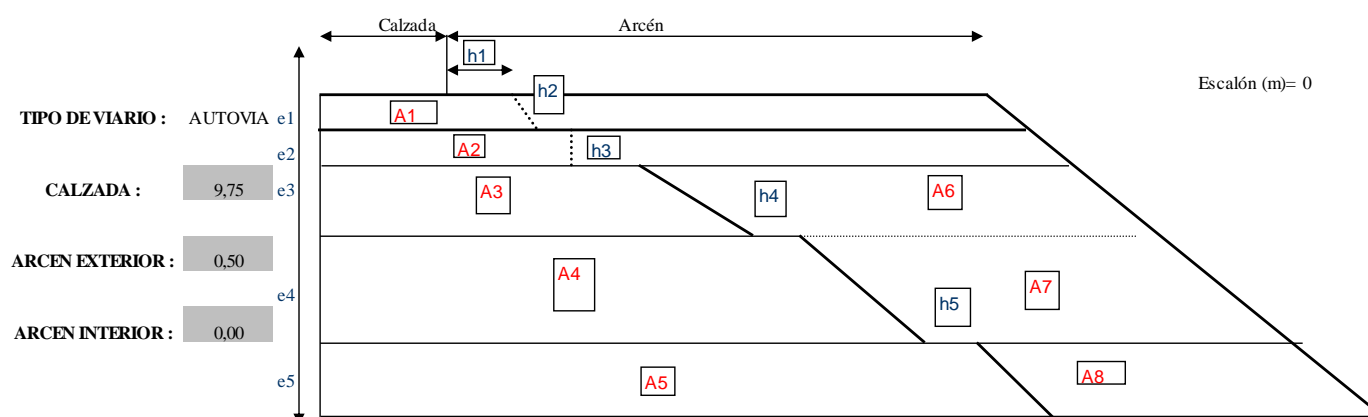 Calzada Arcén
h1
Escalón (m)= 0
h2
TIPO DE VIARIO : AUTOVIA e1 A1
e2 A2 h3
CALZADA : 9,75 e3 A3 h4 A6
ARCEN EXTERIOR : 0,50 A4 A7
e4 h5
ARCEN INTERIOR : 0,00
e5 A5 A8